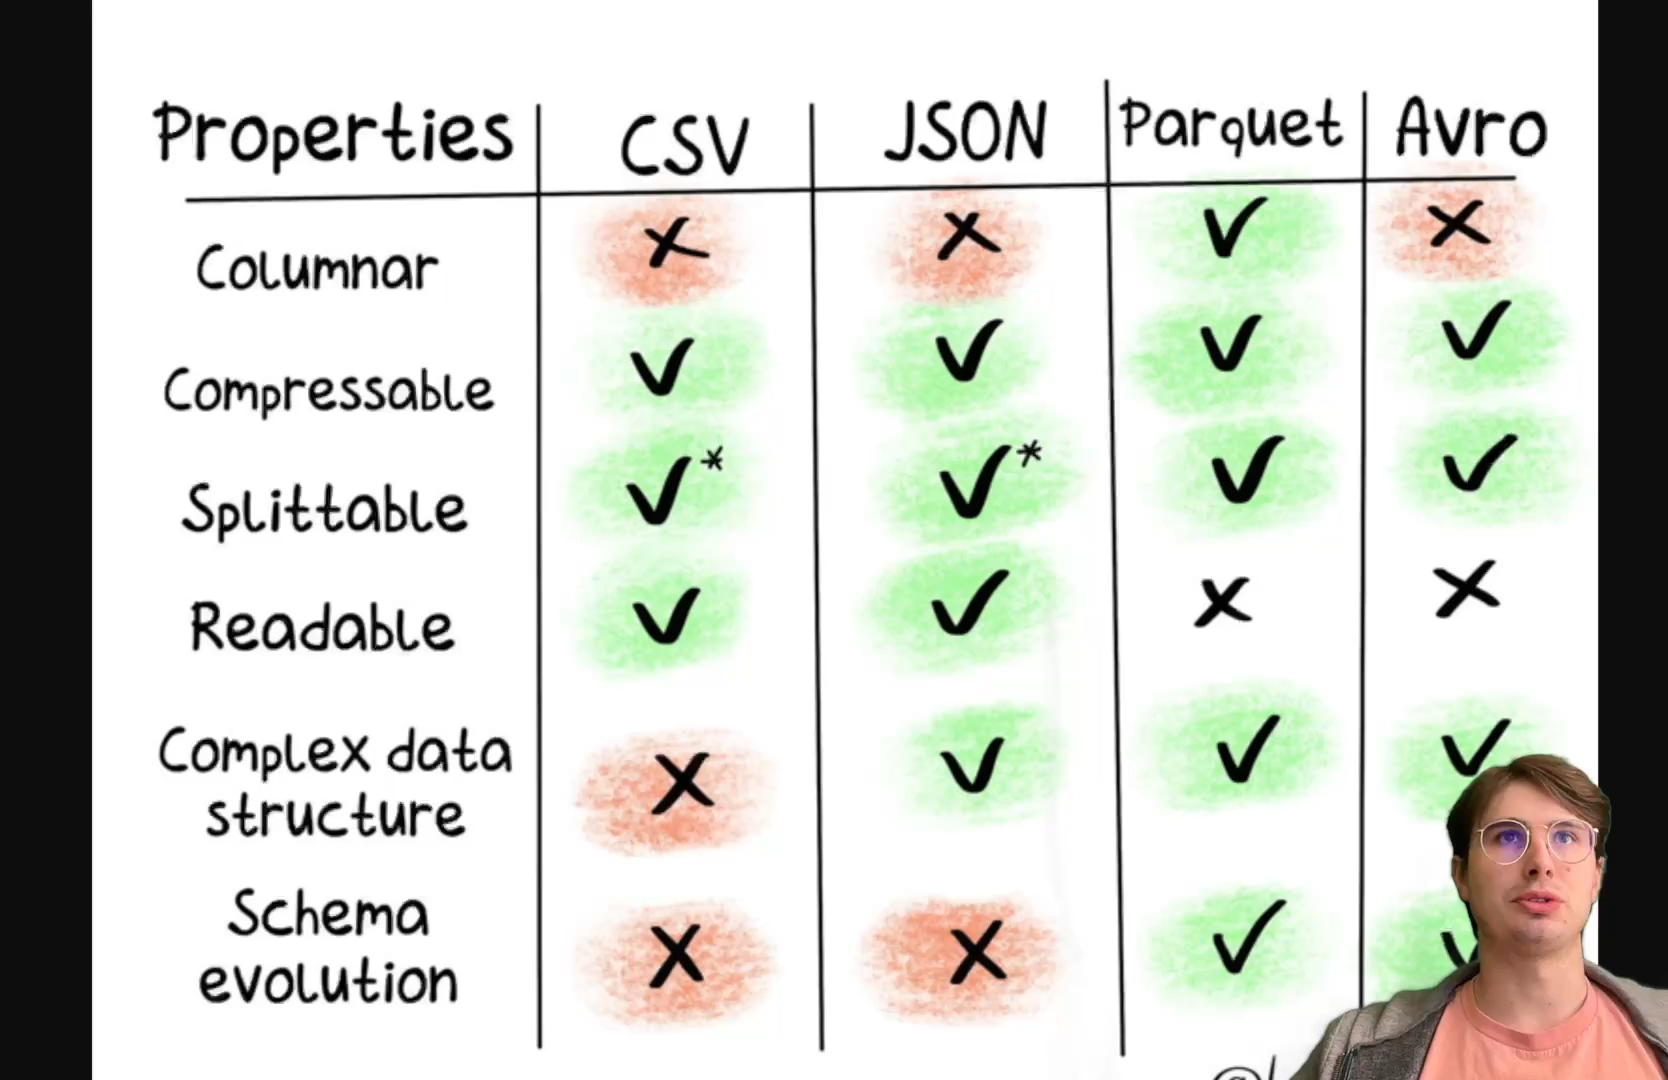 Properties CSV JSON Parquet Avro
Columnar x x ✓ x
Compressable ✓ ✓ ✓ ✓
Splittable ✓* ✓* ✓ ✓
Readable ✓ ✓ x x
Complex data
structure x ✓ ✓ ✓
Schema
evolution x x ✓ ✓